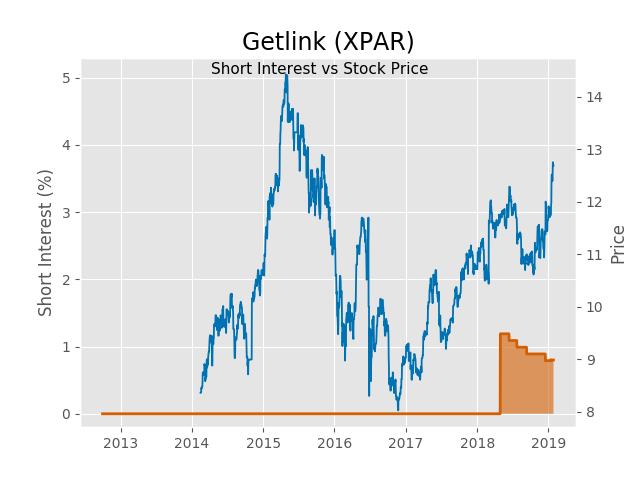 Getlink (XPAR)
Short Interest vs Stock Price
Short Interest (%)
5
4
3
2
1
0
14
13
12
11
10
9
8
Price
2013 2014 2015 2016 2017 2018 2019